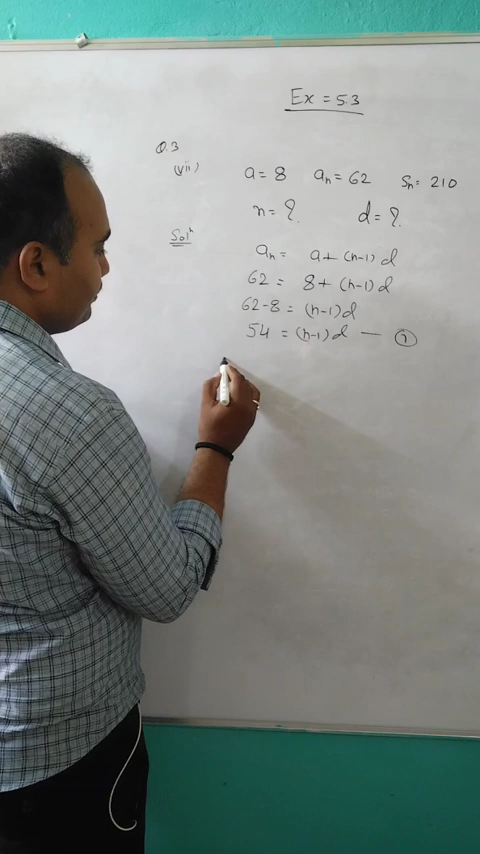 Ex = 5.3
Q.3
(vii) a = 8 an = 62 Sn = 210
n = ? d = ?
Solⁿ
an = a + (n-1) d
62 = 8 + (n-1) d
62-8 = (n-1) d
54 = (n-1) d — ①